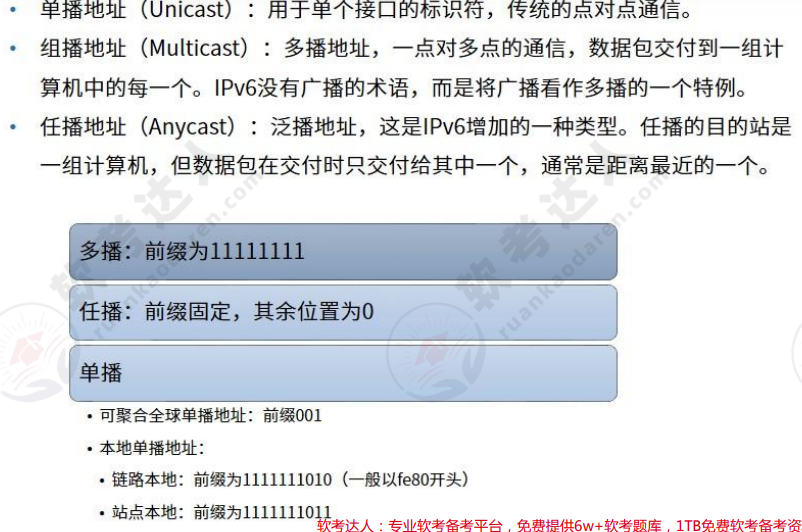 • 单播地址（Unicast）：用于单个接口的标识符，传统的点对点通信。
• 组播地址（Multicast）：多播地址，一点对多点的通信，数据包交付到一组计
算机中的每一个。IPv6没有广播的术语，而是将广播看作多播的一个特例。
• 任播地址（Anycast）：泛播地址，这是IPv6增加的一种类型。任播的目的站是
一组计算机，但数据包在交付时只交付给其中一个，通常是距离最近的一个。
软考达人
ruankaodaren.com
软考达人
ruankaodaren.com
多播：前缀为11111111
任播：前缀固定，其余位置为0
单播
• 可聚合全球单播地址：前缀001
• 本地单播地址：
• 链路本地：前缀为1111111010（一般以fe80开头）
• 站点本地：前缀为1111111011
软考达人：专业软考备考平台，免费提供6w+软考题库，1TB免费软考备考资